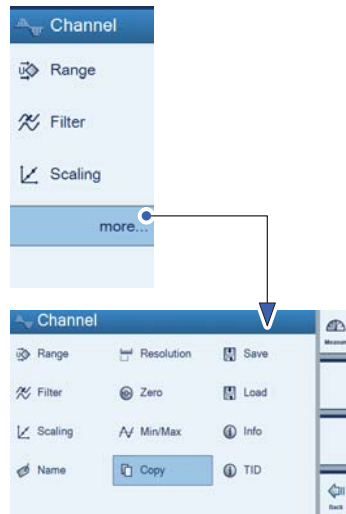 Channel
Range
Filter
Scaling
more...
Channel
Range Resolution Save
Filter Zero Load
Scaling Min/Max Info
Name Copy TID
Measure
Back